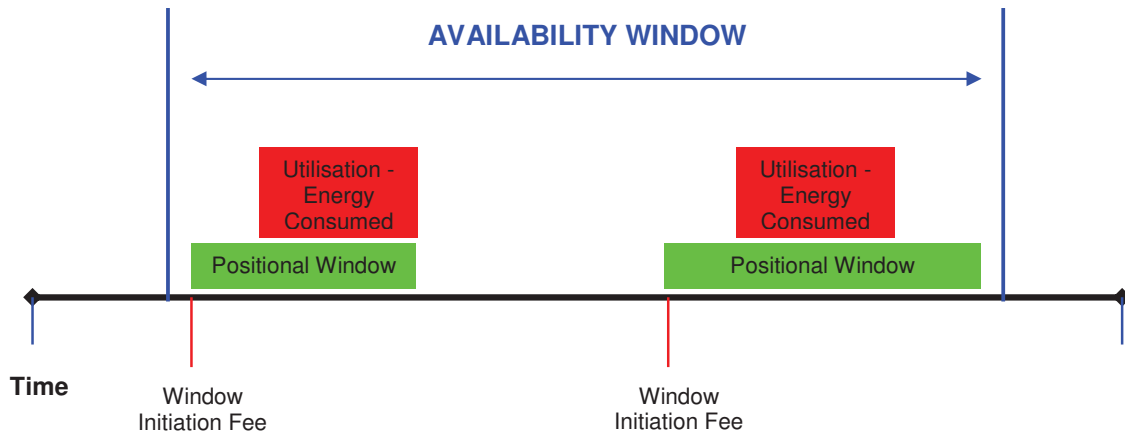 AVAILABILITY WINDOW
Utilisation -
Energy
Consumed
Utilisation -
Energy
Consumed
Positional Window
Positional Window
Time
Window
Initiation Fee
Window
Initiation Fee